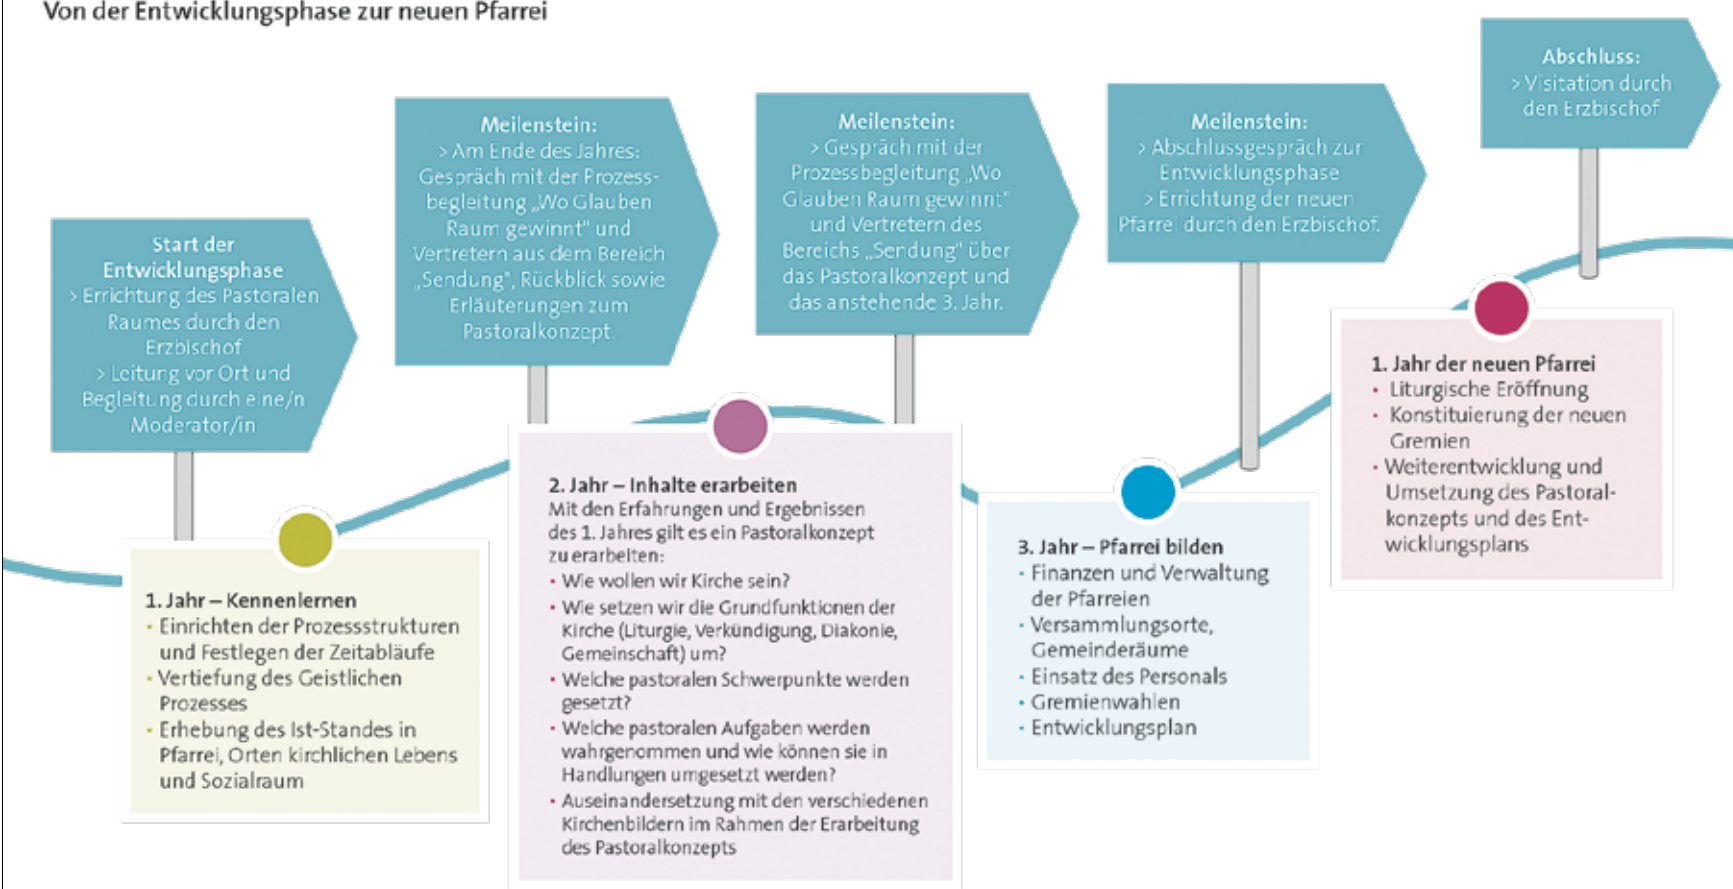 Von der Entwicklungsphase zur neuen Pfarrei
Start der
Entwicklungsphase
> Errichtung des Pastoralen
Raumes durch den
Erzbischof
> Leitung vor Ort und
Begleitung durch eine/n
Moderator/in
Meilenstein:
> Am Ende des Jahres:
Gespräch mit der Prozess-
begleitung „Wo Glauben
Raum gewinnt“ und
Vertretern aus dem Bereich
„Sendung“, Rückblick sowie
Erläuterungen zum
Pastoralkonzept.
Meilenstein:
> Gespräch mit der
Prozessbegleitung „Wo
Glauben Raum gewinnt“
und Vertretern des
Bereichs „Sendung“ über
das Pastoralkonzept und
das anstehende 3. Jahr.
Meilenstein:
> Abschlussgespräch zur
Entwicklungsphase
> Errichtung der neuen
Pfarrei durch den Erzbischof.
Abschluss:
> Visitation durch
den Erzbischof
1. Jahr – Kennenlernen
• Einrichten der Prozessstrukturen
und Festlegen der Zeitabläufe
• Vertiefung des Geistlichen
Prozesses
• Erhebung des Ist-Standes in
Pfarrei, Orten kirchlichen Lebens
und Sozialraum
2. Jahr – Inhalte erarbeiten
Mit den Erfahrungen und Ergebnissen
des 1. Jahres gilt es ein Pastoralkonzept
zu erarbeiten:
• Wie wollen wir Kirche sein?
• Wie setzen wir die Grundfunktionen der
Kirche (Liturgie, Verkündigung, Diakonie,
Gemeinschaft) um?
• Welche pastoralen Schwerpunkte werden
gesetzt?
• Welche pastoralen Aufgaben werden
wahrgenommen und wie können sie in
Handlungen umgesetzt werden?
• Auseinandersetzung mit den verschiedenen
Kirchenbildern im Rahmen der Erarbeitung
des Pastoralkonzepts
3. Jahr – Pfarrei bilden
• Finanzen und Verwaltung
der Pfarreien
• Versammlungsorte,
Gemeinderäume
• Einsatz des Personals
• Gremienwahlen
• Entwicklungsplan
1. Jahr der neuen Pfarrei
• Liturgische Eröffnung
• Konstituierung der neuen
Gremien
• Weiterentwicklung und
Umsetzung des Pastoral-
konzepts und des Ent-
wicklungsplans